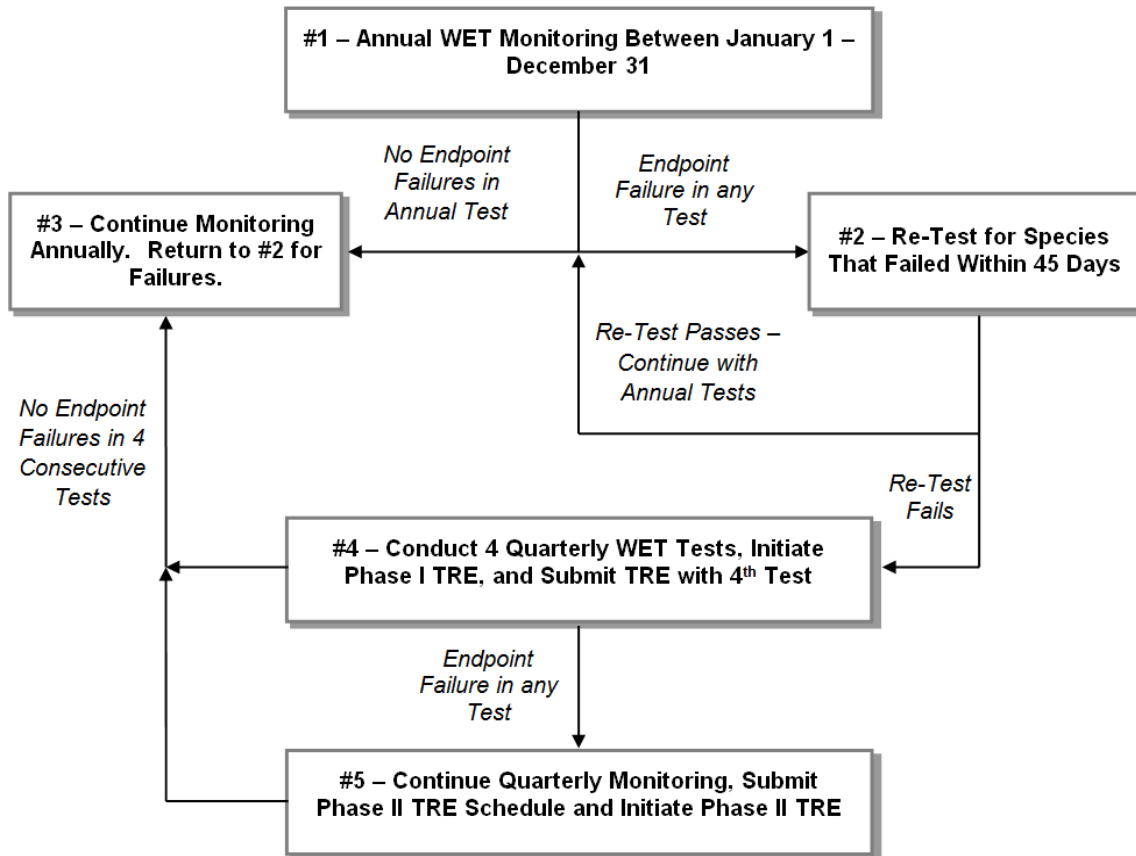 #1 – Annual WET Monitoring Between January 1 –
December 31
No Endpoint
Failures in
Annual Test
Endpoint
Failure in any
Test
#3 – Continue Monitoring
Annually.  Return to #2 for
Failures.
#2 – Re-Test for Species
That Failed Within 45 Days
Re-Test Passes –
Continue with
Annual Tests
No Endpoint
Failures in 4
Consecutive
Tests
Re-Test
Fails
#4 – Conduct 4 Quarterly WET Tests, Initiate
Phase I TRE, and Submit TRE with 4th Test
Endpoint
Failure in any
Test
#5 – Continue Quarterly Monitoring, Submit
Phase II TRE Schedule and Initiate Phase II TRE